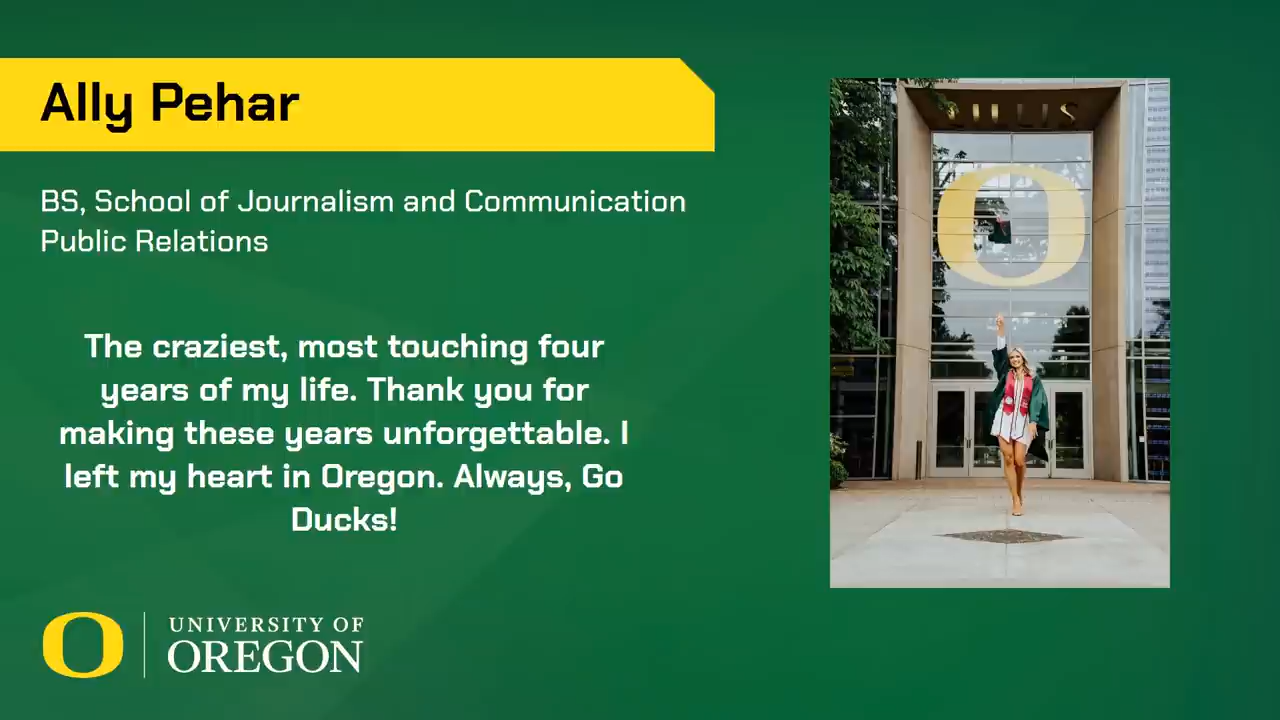 Ally Pehar
BS, School of Journalism and Communication
Public Relations
The craziest, most touching four
years of my life. Thank you for
making these years unforgettable. I
left my heart in Oregon. Always, Go
Ducks!
O
UNIVERSITY OF
OREGON
LILLIS
O